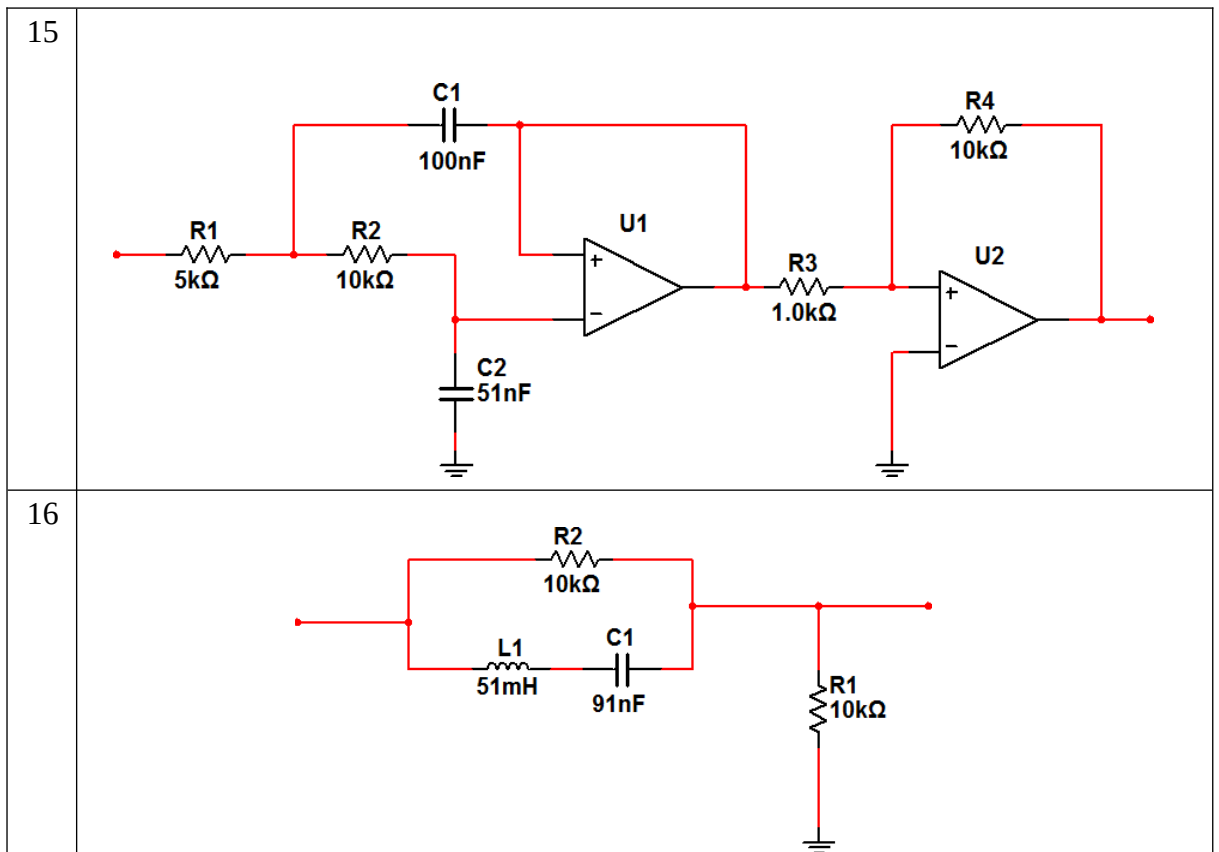 15
C1
100nF
R4
10kΩ
R1
5kΩ
R2
10kΩ
U1
+
−
R3
1.0kΩ
U2
+
−
C2
51nF
16
R2
10kΩ
L1
51mH
C1
91nF
R1
10kΩ